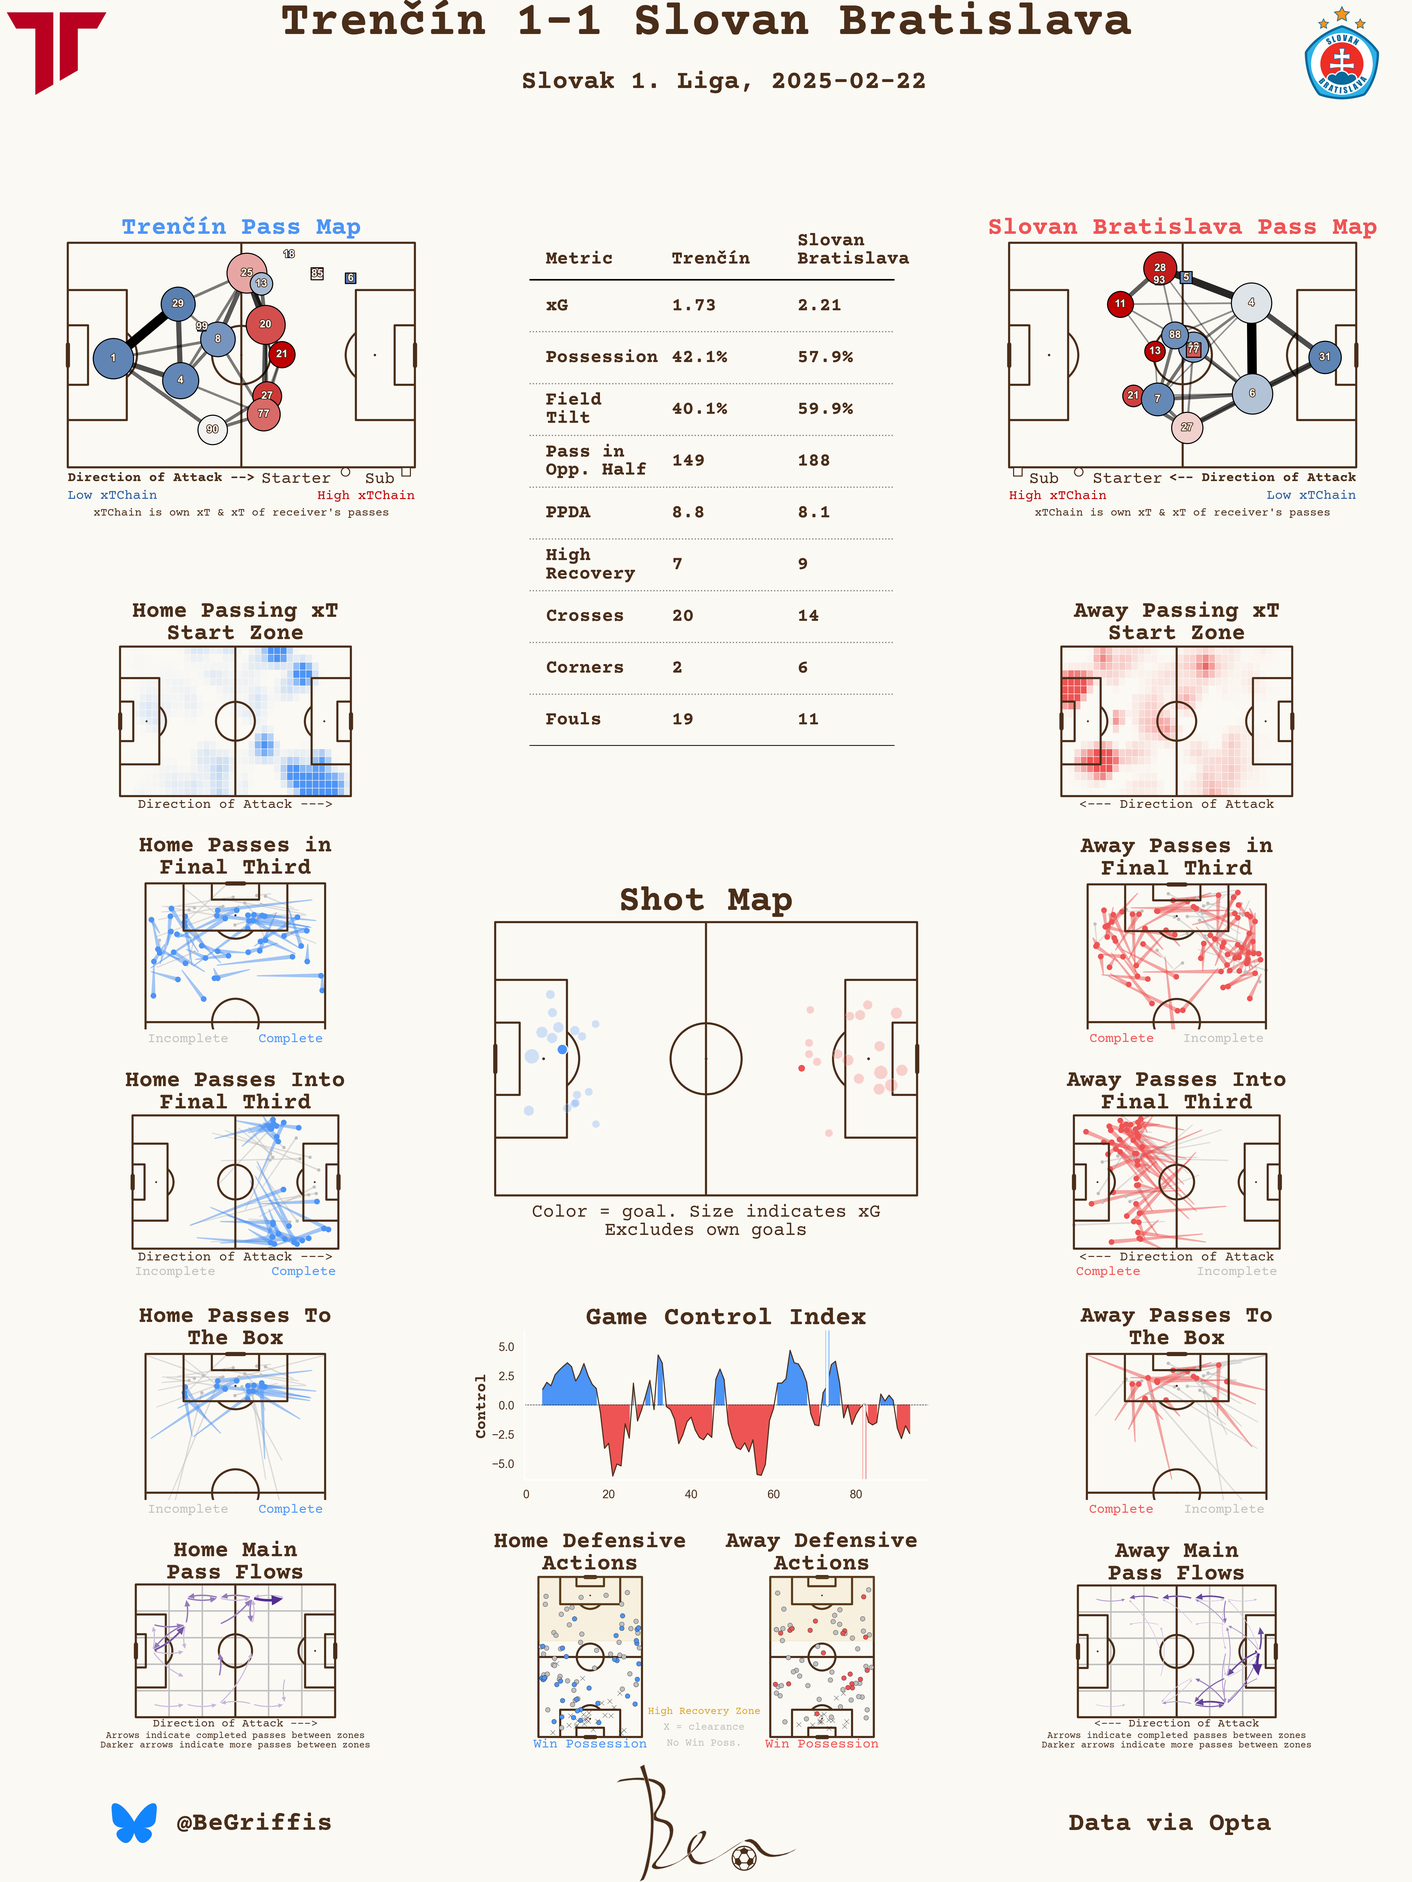 Trenčín 1-1 Slovan Bratislava
Slovak 1. Liga, 2025-02-22
SLOVAN
BRATISLAVA
Trenčín Pass Map
18
25
13
85
6
29
99
8
20
1
21
4
27
77
90
Direction of Attack --> Starter Sub
Low xTChain High xTChain
xTChain is own xT & xT of receiver's passes
Metric Trenčín Slovan Bratislava
xG 1.73 2.21
Possession 42.1% 57.9%
Field Tilt 40.1% 59.9%
Pass in Opp. Half 149 188
PPDA 8.8 8.1
High Recovery 7 9
Crosses 20 14
Corners 2 6
Fouls 19 11
Slovan Bratislava Pass Map
28
93
5
11
4
88
13
77
31
21
7
6
27
Sub Starter <-- Direction of Attack
High xTChain Low xTChain
xTChain is own xT & xT of receiver's passes
Home Passing xT
Start Zone
Direction of Attack --->
Away Passing xT
Start Zone
<--- Direction of Attack
Home Passes in
Final Third
Incomplete Complete
Away Passes in
Final Third
Complete Incomplete
Shot Map
Color = goal. Size indicates xG
Excludes own goals
Home Passes Into
Final Third
Direction of Attack --->
Incomplete Complete
Away Passes Into
Final Third
<--- Direction of Attack
Complete Incomplete
Home Passes To
The Box
Incomplete Complete
Game Control Index
Control
5.0
2.5
0.0
−2.5
−5.0
0 20 40 60 80
Away Passes To
The Box
Complete Incomplete
Home Main
Pass Flows
Direction of Attack --->
Arrows indicate completed passes between zones
Darker arrows indicate more passes between zones
Home Defensive
Actions
Win Possession
High Recovery Zone
X = clearance
No Win Poss.
Away Defensive
Actions
Win Possession
Away Main
Pass Flows
<--- Direction of Attack
Arrows indicate completed passes between zones
Darker arrows indicate more passes between zones
@BeGriffis
Ben
Data via Opta